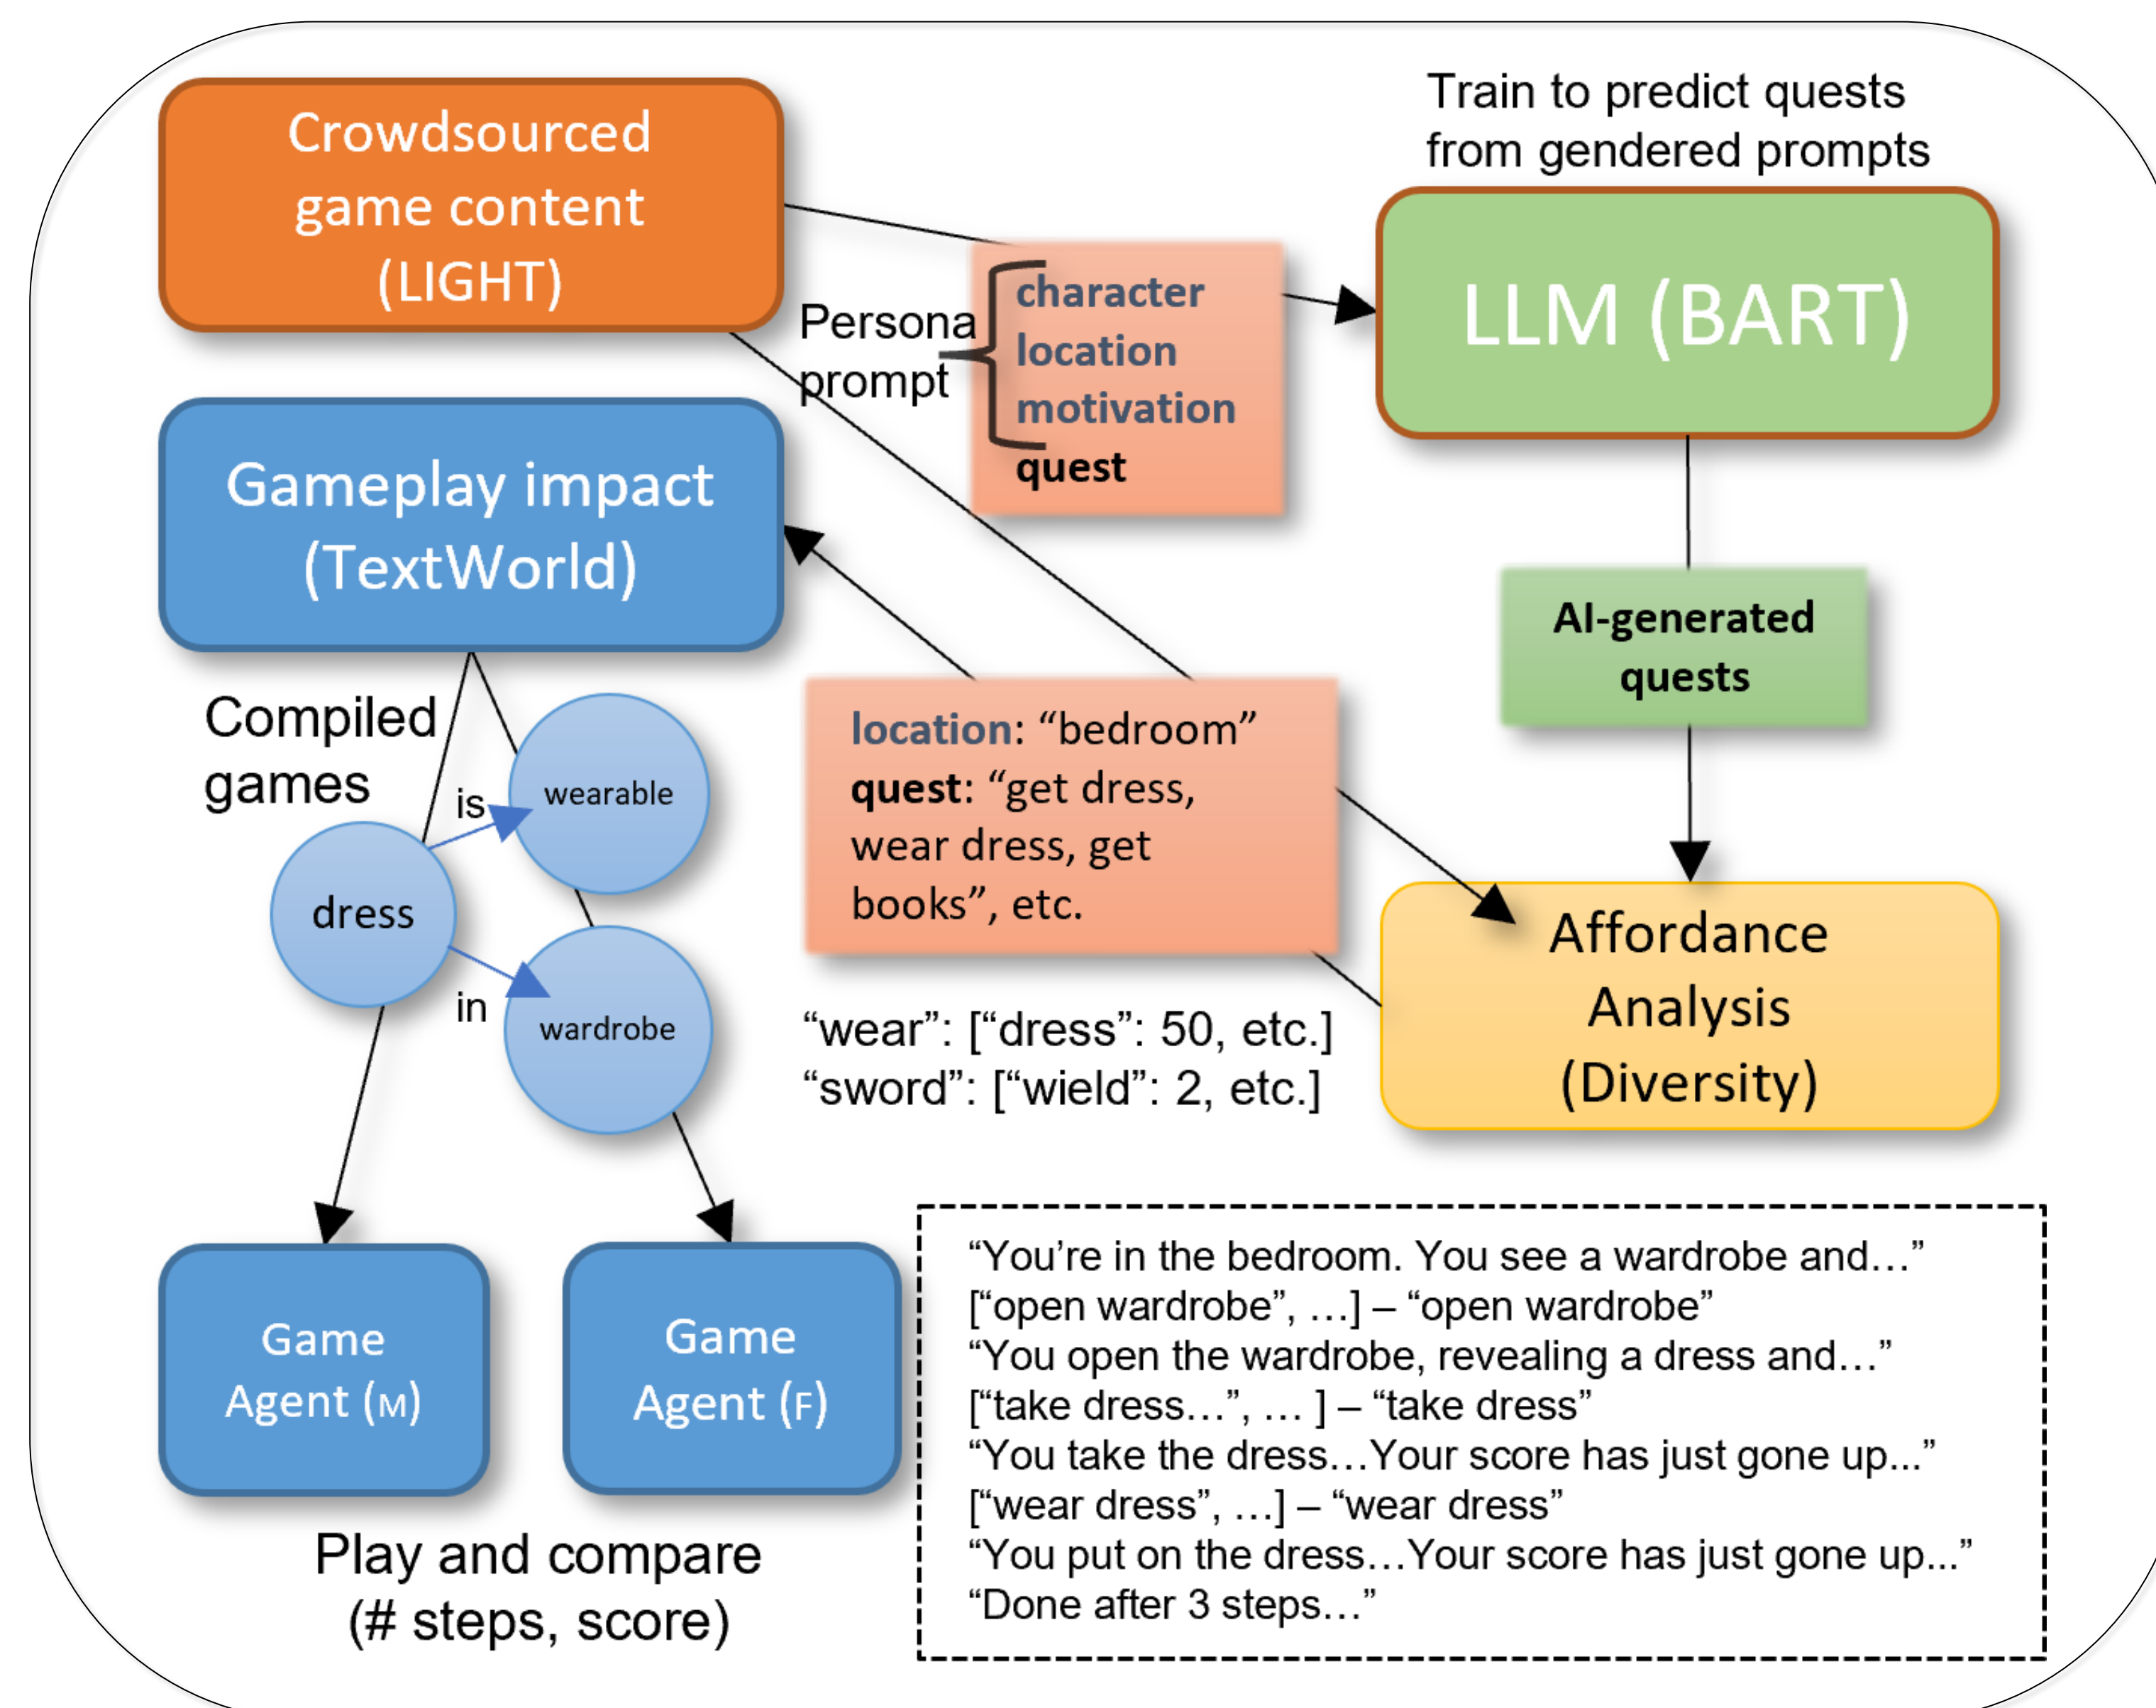 Crowdsourced
game content
(LIGHT)
Train to predict quests
from gendered prompts
LLM (BART)
Persona
prompt
character
location
motivation
quest
Gameplay impact
(TextWorld)
AI-generated
quests
Compiled
games
is
wearable
dress
in
wardrobe
location: “bedroom”
quest: “get dress,
wear dress, get
books”, etc.
“wear”: [“dress”: 50, etc.]
“sword”: [“wield”: 2, etc.]
Affordance
Analysis
(Diversity)
Game
Agent (M)
Game
Agent (F)
Play and compare
(# steps, score)
“You’re in the bedroom. You see a wardrobe and…”
[“open wardrobe”, …] – “open wardrobe”
“You open the wardrobe, revealing a dress and…”
[“take dress…”, … ] – “take dress”
“You take the dress…Your score has just gone up...”
[“wear dress”, …] – “wear dress”
“You put on the dress…Your score has just gone up...”
“Done after 3 steps…”